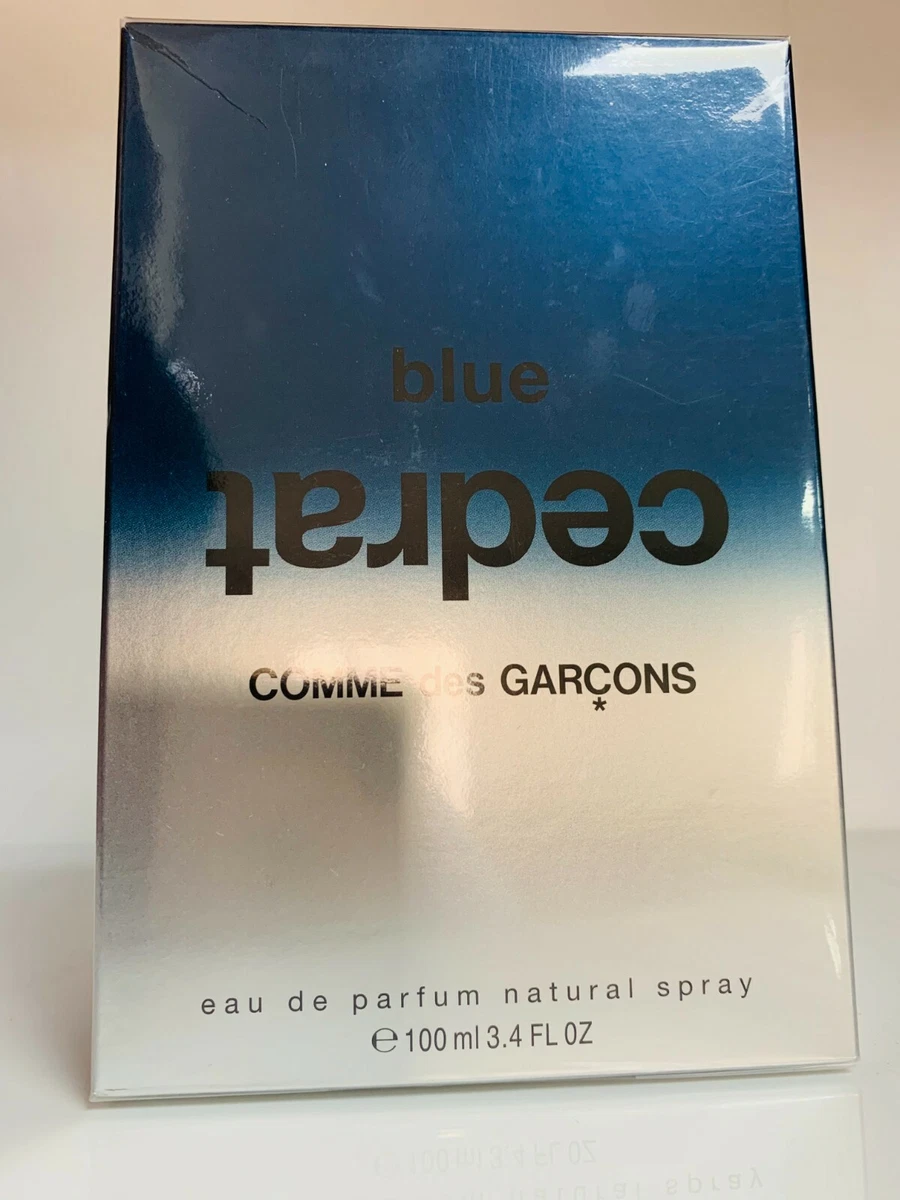 blue
cedrat
COMME des GARÇONS
*
eau de parfum natural spray
℮ 100 ml 3.4 FL OZ